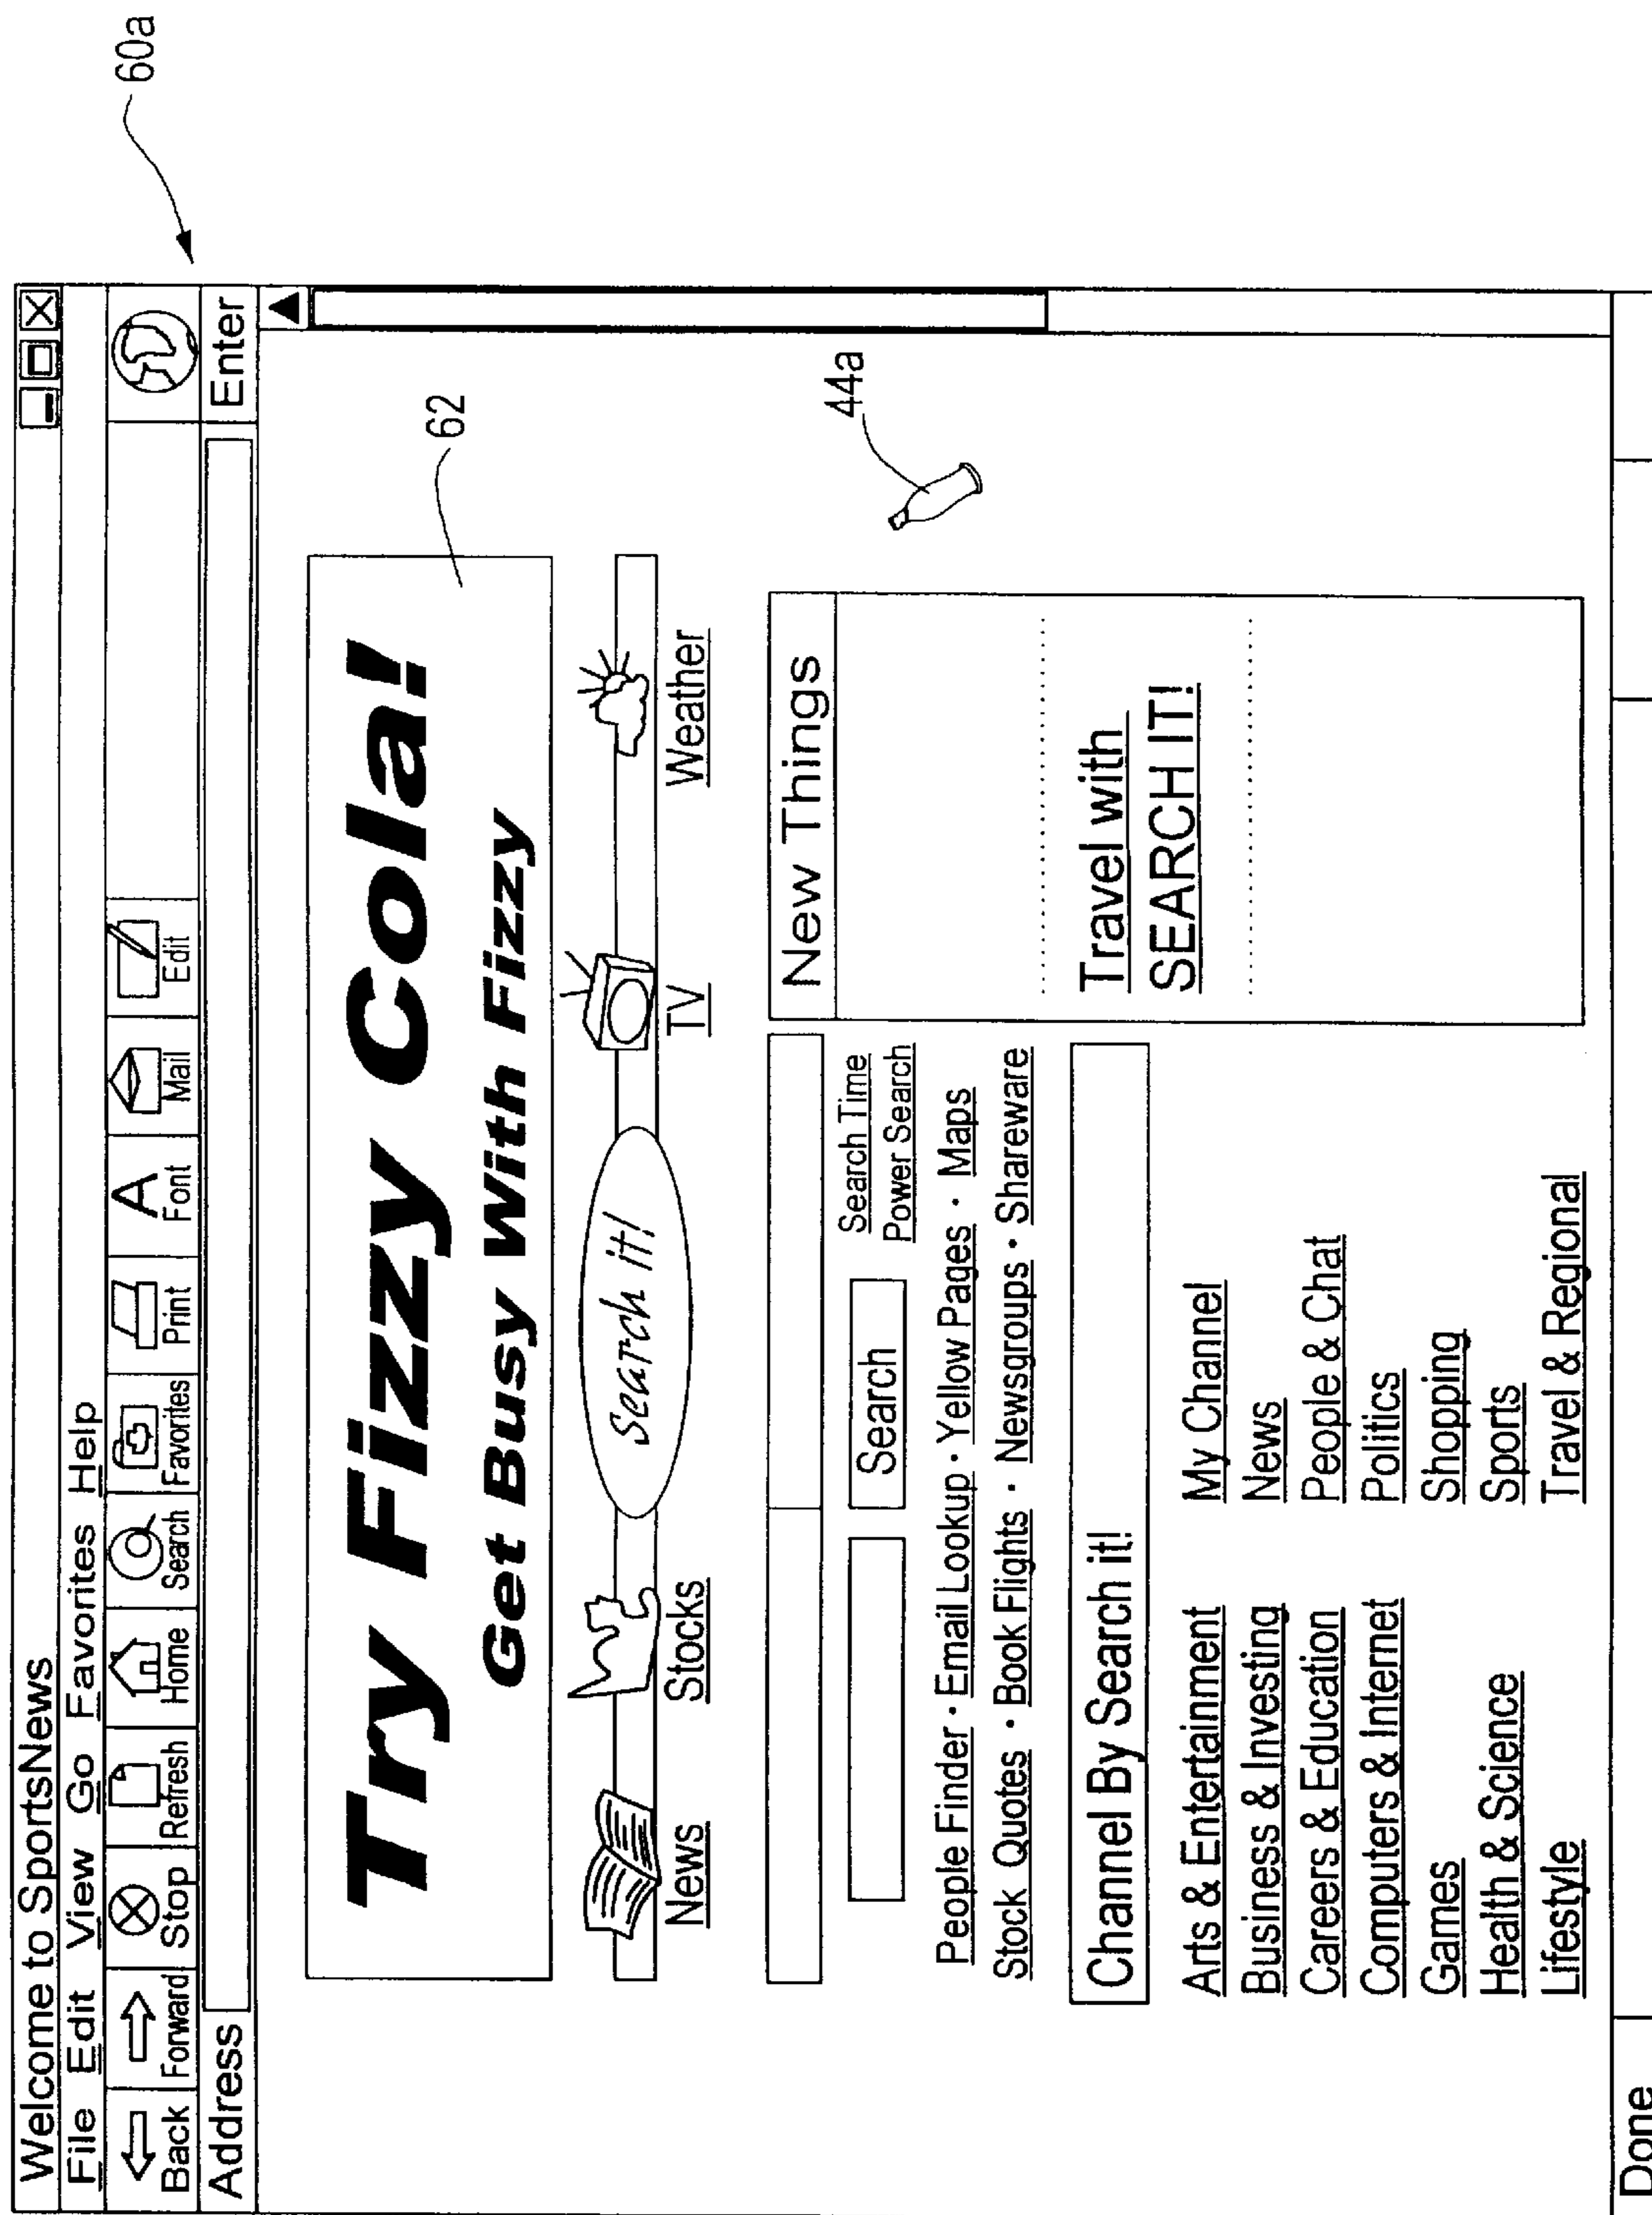 60a
Welcome to SportsNews
File Edit View Go Favorites Help
Back Forward Stop Refresh Home Search Favorites Print Font Mail Edit
Address Enter
62
Try Fizzy Cola!
Get Busy With Fizzy
Search it!
News Stocks TV Weather
44a
New Things
Travel with
SEARCH IT!
Search
Search Time
Power Search
People Finder · Email Lookup · Yellow Pages · Maps
Stock Quotes · Book Flights · Newsgroups · Shareware
Channel By Search it!
Arts & Entertainment My Channel
Business & Investing News
Careers & Education People & Chat
Computers & Internet Politics
Games Shopping
Health & Science Sports
Lifestyle Travel & Regional
Done